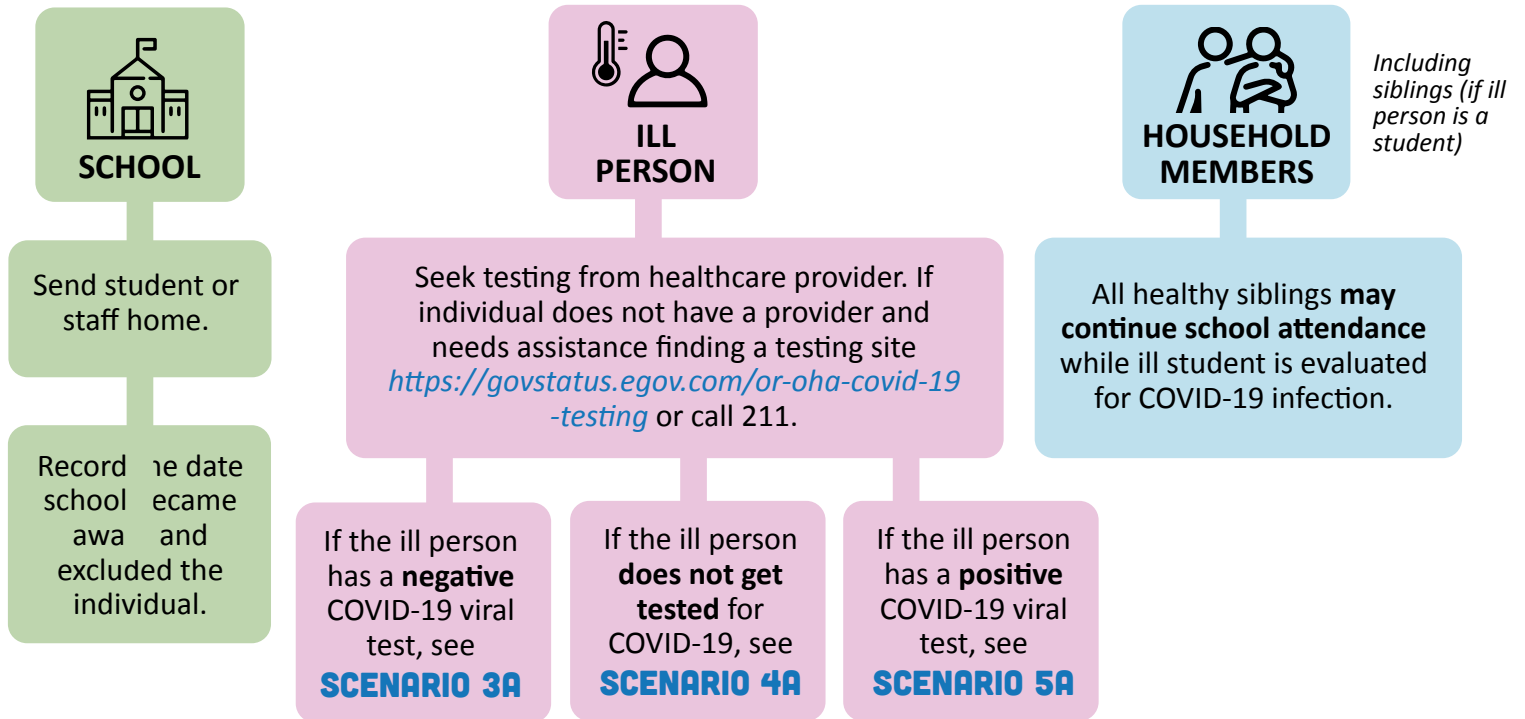 SCHOOL
Send student or
staff home.
Record he date
school ecame
awa and
excluded the
individual.
ILL
PERSON
Seek testing from healthcare provider. If
individual does not have a provider and
needs assistance finding a testing site
https://govstatus.egov.com/or-oha-covid-19
-testing or call 211.
If the ill person
has a negative
COVID-19 viral
test, see
SCENARIO 3A
If the ill person
does not get
tested for
COVID-19, see
SCENARIO 4A
If the ill person
has a positive
COVID-19 viral
test, see
SCENARIO 5A
HOUSEHOLD
MEMBERS
Including
siblings (if ill
person is a
student)
All healthy siblings may
continue school attendance
while ill student is evaluated
for COVID-19 infection.